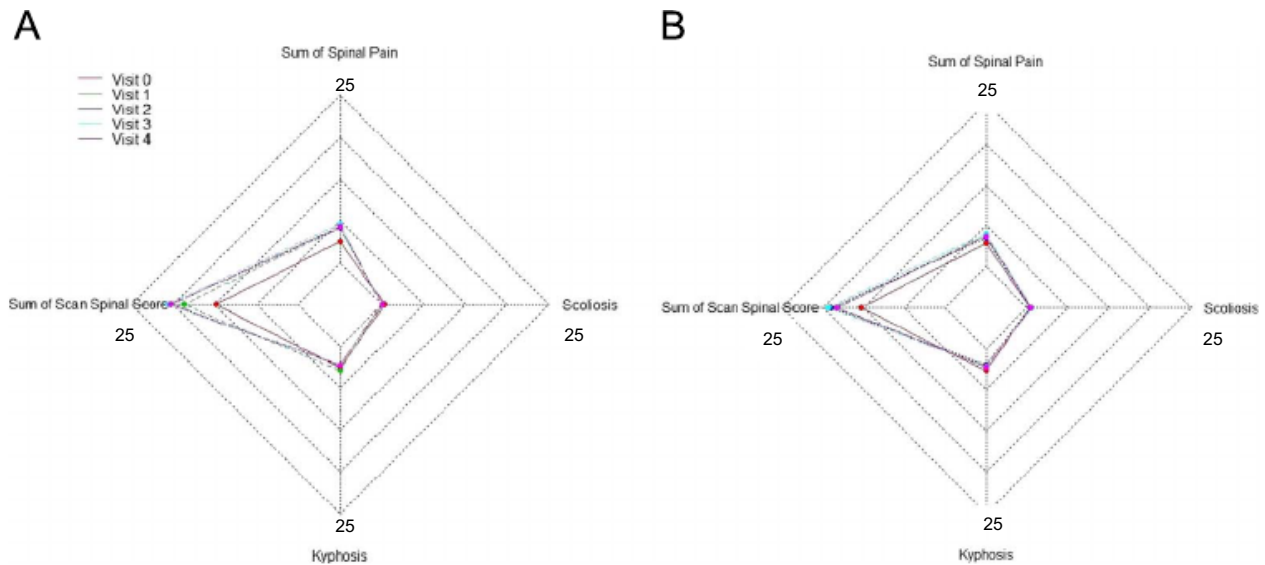 A
B
Sum of Spinal Pain
25
Visit 0
Visit 1
Visit 2
Visit 3
Visit 4
Sum of Scan Spinal Score
25
Scoliosis
25
25
Kyphosis
Sum of Spinal Pain
25
Sum of Scan Spinal Score
25
Scoliosis
25
25
Kyphosis